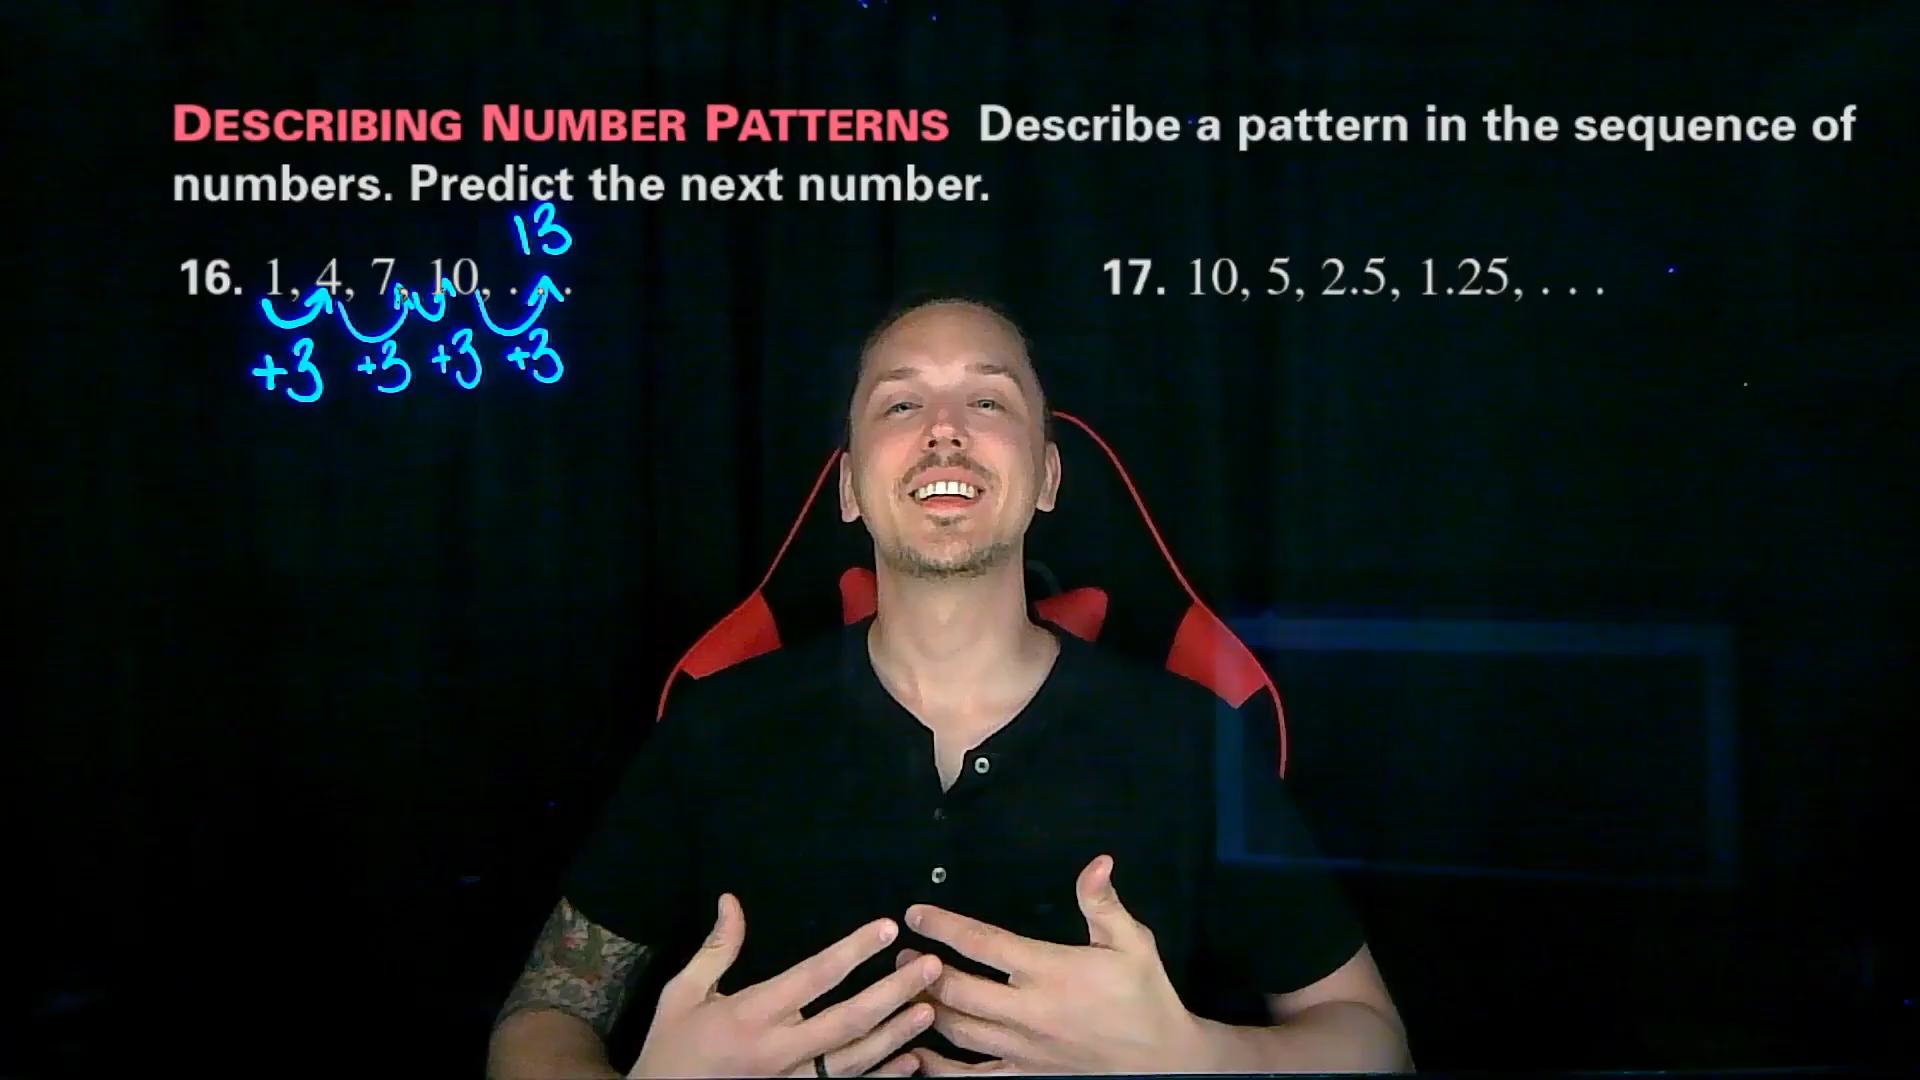 DESCRIBING NUMBER PATTERNS Describe a pattern in the sequence of
numbers. Predict the next number.
13
16. 1, 4, 7, 10, . . .
17. 10, 5, 2.5, 1.25, . . .
+3 +3 +3 +3